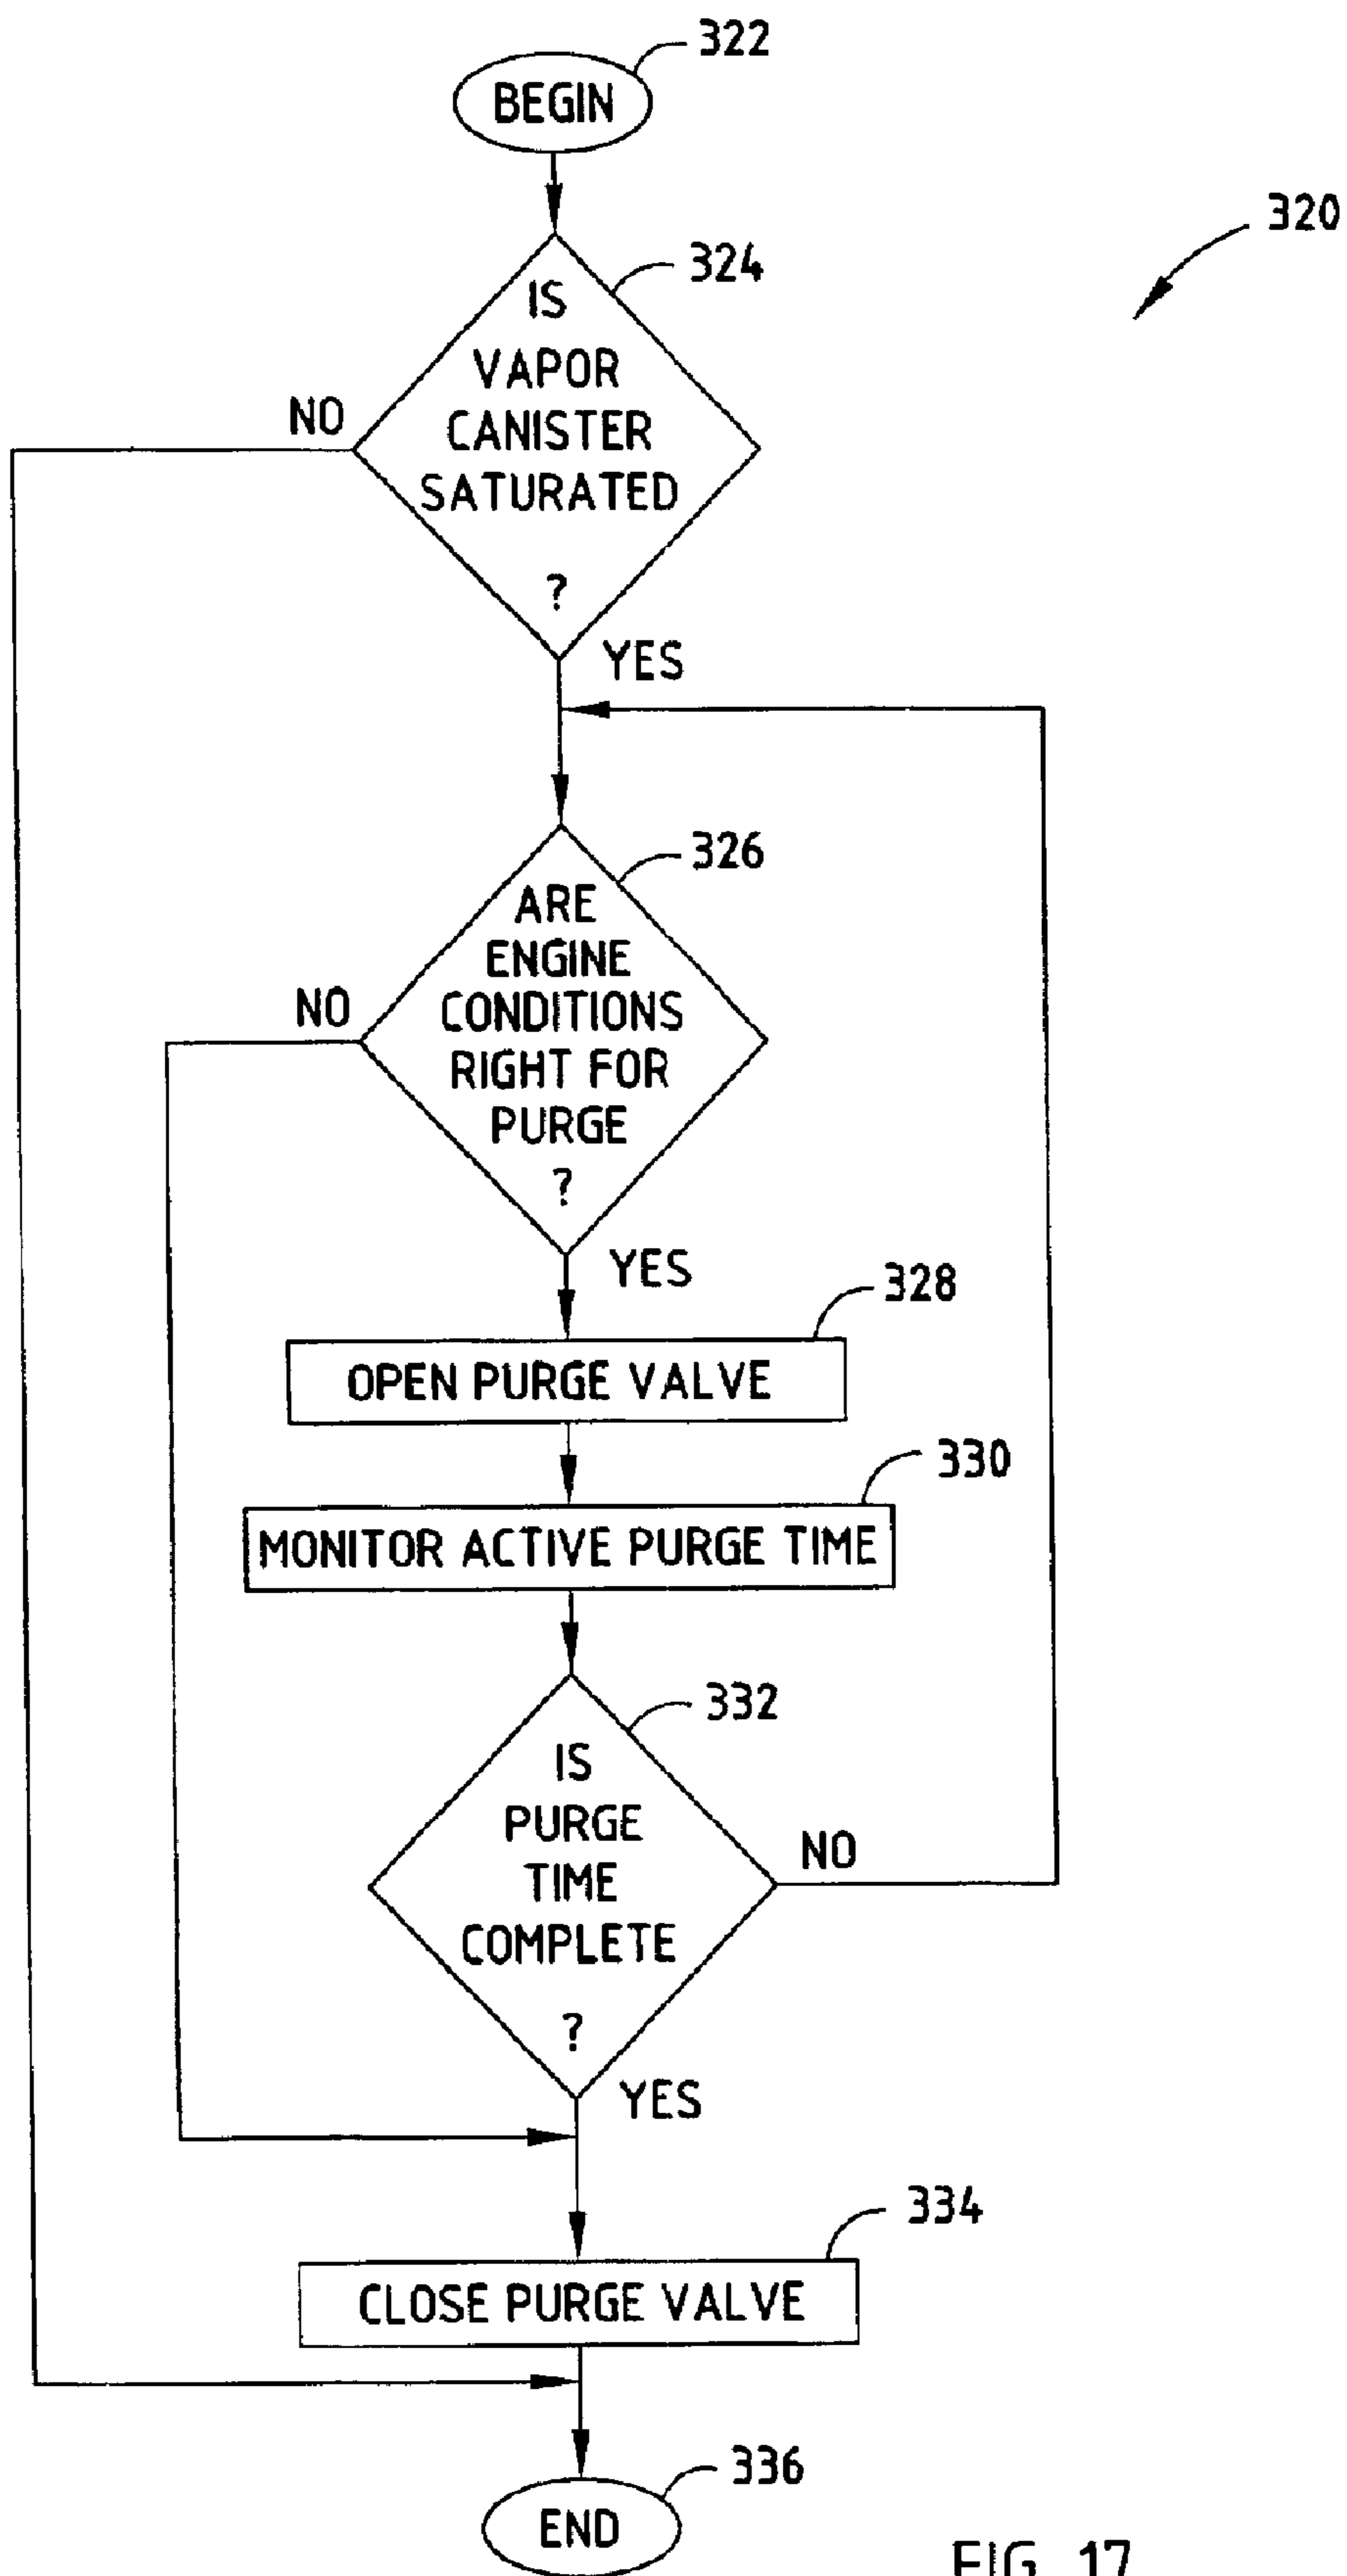 322
BEGIN
320
324
IS
VAPOR
CANISTER
SATURATED
?
NO
YES
326
ARE
ENGINE
CONDITIONS
RIGHT FOR
PURGE
?
NO
YES
328
OPEN PURGE VALVE
330
MONITOR ACTIVE PURGE TIME
332
IS
PURGE
TIME
COMPLETE
?
NO
YES
334
CLOSE PURGE VALVE
336
END
FIG. 17